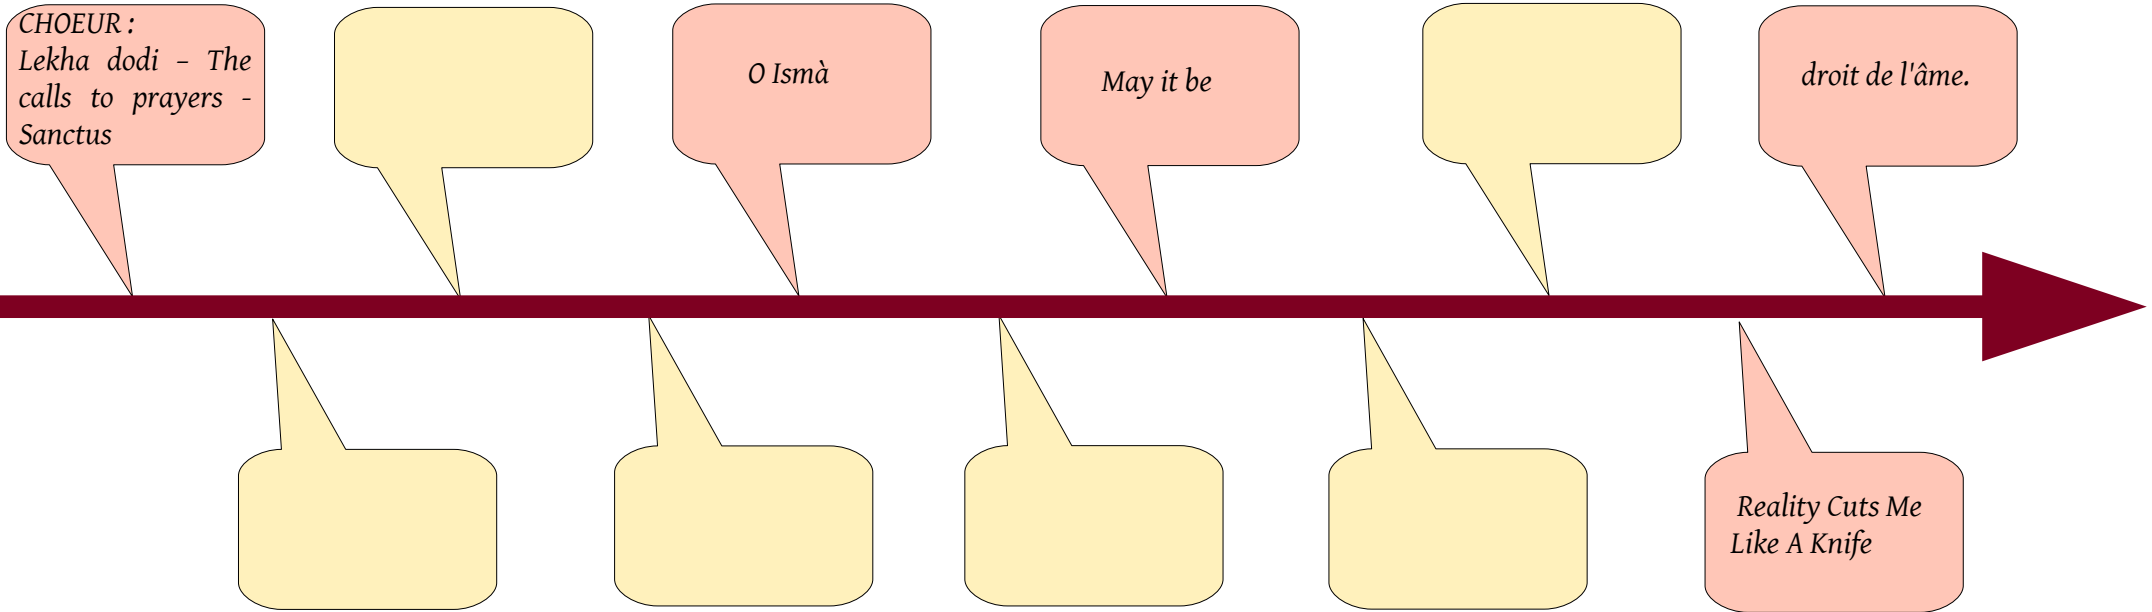 CHOEUR :
Lekha dodi – The
calls to prayers -
Sanctus
O Ismà
May it be
droit de l'âme.
Reality Cuts Me
Like A Knife